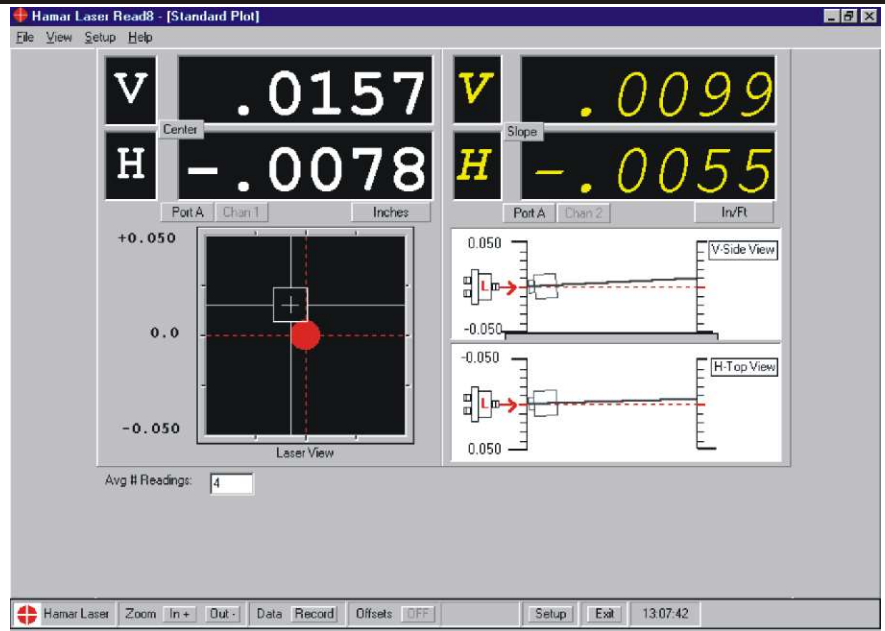 Hamar Laser Read8 - [Standard Plot]
File View Setup Help
V .0157
Center
H -.0078
Port A Chan 1 Inches
V .0099
Slope
H -.0055
Port A Chan 2 In/Ft
+0.050
0.0
-0.050
Laser View
0.050
V-Side View
L
-0.050
-0.050
H-Top View
L
0.050
Avg # Readings: 4
Hamar Laser Zoom In + Out - Data Record Offsets OFF Setup Exit 13:07:42